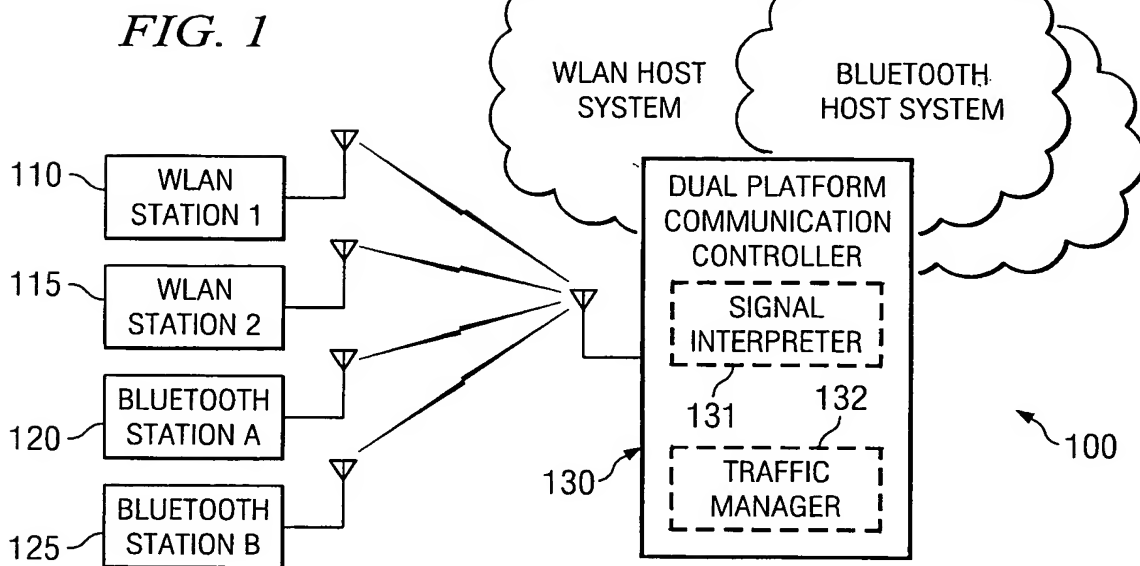 FIG. 1
WLAN HOST
SYSTEM
BLUETOOTH
HOST SYSTEM
110
WLAN
STATION 1
115
WLAN
STATION 2
120
BLUETOOTH
STATION A
125
BLUETOOTH
STATION B
DUAL PLATFORM
COMMUNICATION
CONTROLLER
SIGNAL
INTERPRETER
131
132
TRAFFIC
MANAGER
130
100